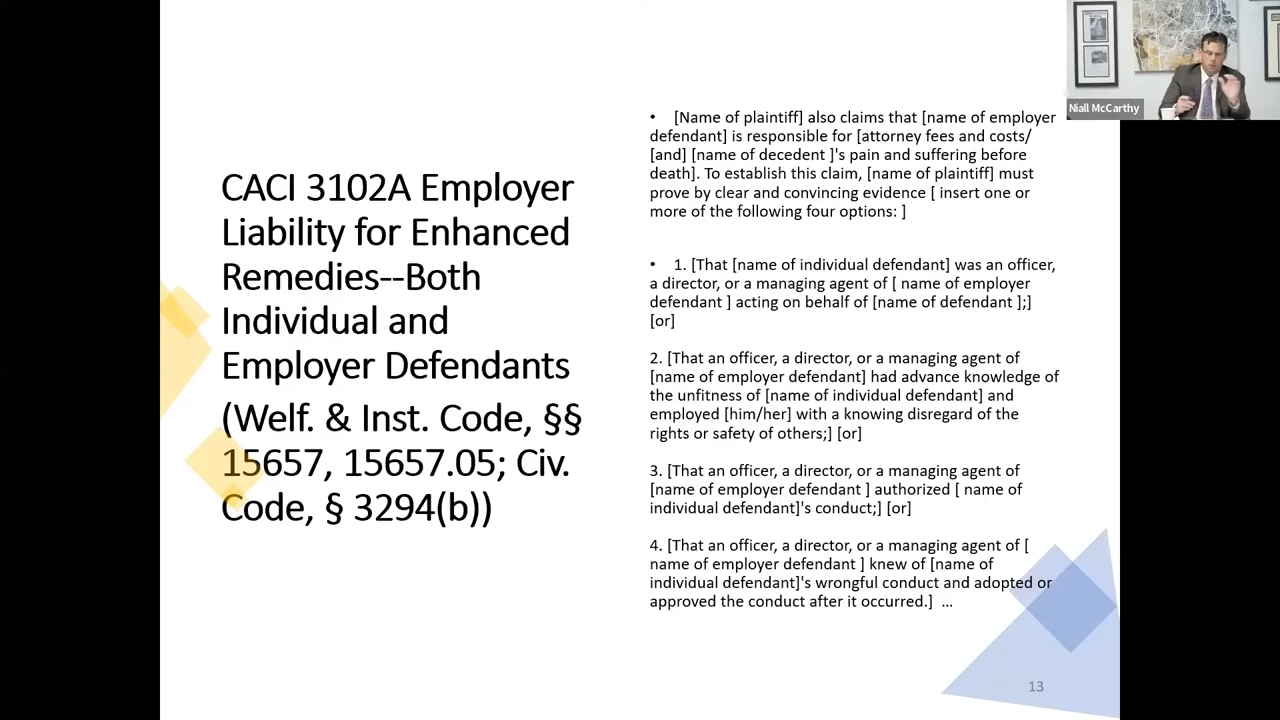 Niall McCarthy
CACI 3102A Employer
Liability for Enhanced
Remedies--Both
Individual and
Employer Defendants
(Welf. & Inst. Code, §§
15657, 15657.05; Civ.
Code, § 3294(b))
• [Name of plaintiff] also claims that [name of employer
defendant] is responsible for [attorney fees and costs/
[and] [name of decedent ]'s pain and suffering before
death]. To establish this claim, [name of plaintiff] must
prove by clear and convincing evidence [ insert one or
more of the following four options: ]
• 1. [That [name of individual defendant] was an officer,
a director, or a managing agent of [ name of employer
defendant ] acting on behalf of [name of defendant ];]
[or]
2. [That an officer, a director, or a managing agent of
[name of employer defendant] had advance knowledge of
the unfitness of [name of individual defendant] and
employed [him/her] with a knowing disregard of the
rights or safety of others;] [or]
3. [That an officer, a director, or a managing agent of
[name of employer defendant ] authorized [ name of
individual defendant]'s conduct;] [or]
4. [That an officer, a director, or a managing agent of [
name of employer defendant ] knew of [name of
individual defendant]'s wrongful conduct and adopted or
approved the conduct after it occurred.] ...
13